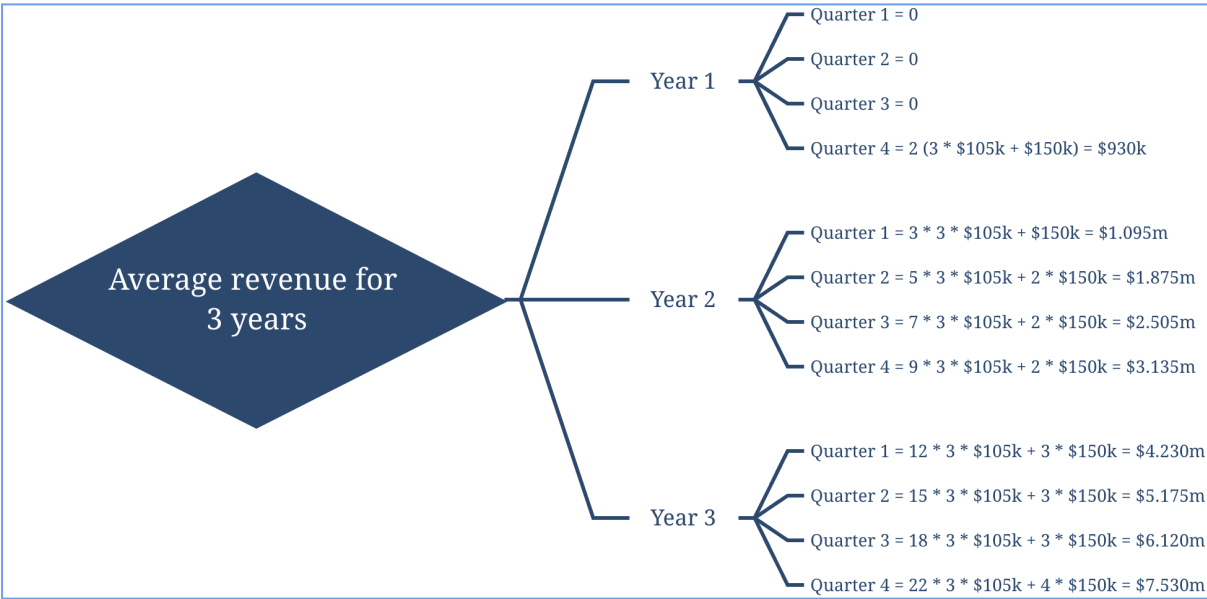 Average revenue for
3 years
Year 1
Quarter 1 = 0
Quarter 2 = 0
Quarter 3 = 0
Quarter 4 = 2 (3 * $105k + $150k) = $930k
Year 2
Quarter 1 = 3 * 3 * $105k + $150k = $1.095m
Quarter 2 = 5 * 3 * $105k + 2 * $150k = $1.875m
Quarter 3 = 7 * 3 * $105k + 2 * $150k = $2.505m
Quarter 4 = 9 * 3 * $105k + 2 * $150k = $3.135m
Year 3
Quarter 1 = 12 * 3 * $105k + 3 * $150k = $4.230m
Quarter 2 = 15 * 3 * $105k + 3 * $150k = $5.175m
Quarter 3 = 18 * 3 * $105k + 3 * $150k = $6.120m
Quarter 4 = 22 * 3 * $105k + 4 * $150k = $7.530m